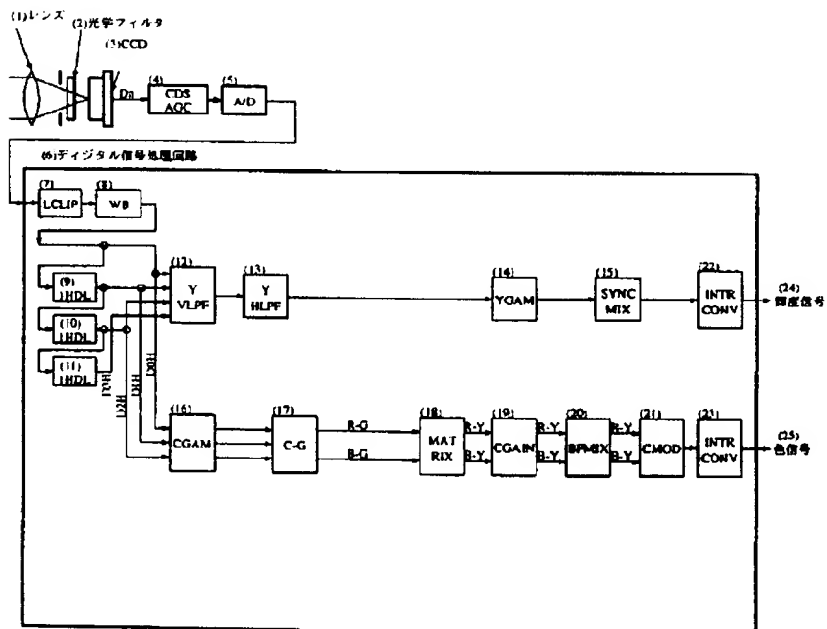 (1)レンズ
(2)光学フィルタ
(3)CCD
Da
(4)
CDS
AGC
(5)
A/D
(6)ディジタル信号処理回路
(7)
LCLIP
(8)
WB
(9)
1HDL
(10)
1HDL
(11)
1HDL
D3H
D2H
D1H
D0H
(12)
Y
VLPF
(13)
Y
HLPF
(14)
YGAM
(15)
SYNC
MIX
(22)
INTR
CONV
(24)
輝度信号
(16)
CGAM
(17)
C-G
R-G
B-G
(18)
MAT
RIX
R-Y
B-Y
(19)
CGAIN
R-Y
B-Y
(20)
BPMIX
R-Y
B-Y
(21)
CMOD
(23)
INTR
CONV
(25)
色信号